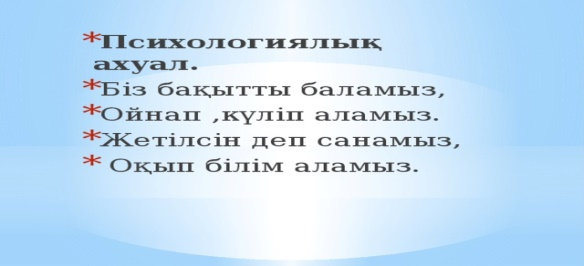 *Психологиялық
ахуал.
*Біз бақытты баламыз,
*Ойнап ,күліп аламыз.
*Жетілсін деп санамыз,
* Оқып білім аламыз.